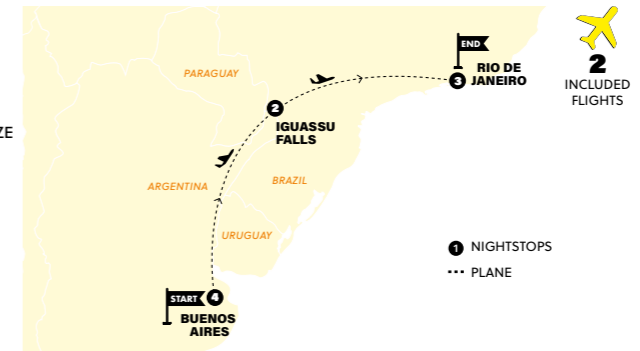 END
RIO DE
JANEIRO
3
2
INCLUDED
FLIGHTS
PARAGUAY
2
IGUASSU
FALLS
ZE
ARGENTINA
BRAZIL
URUGUAY
1 NIGHTSTOPS
PLANE
START
4
BUENOS
AIRES